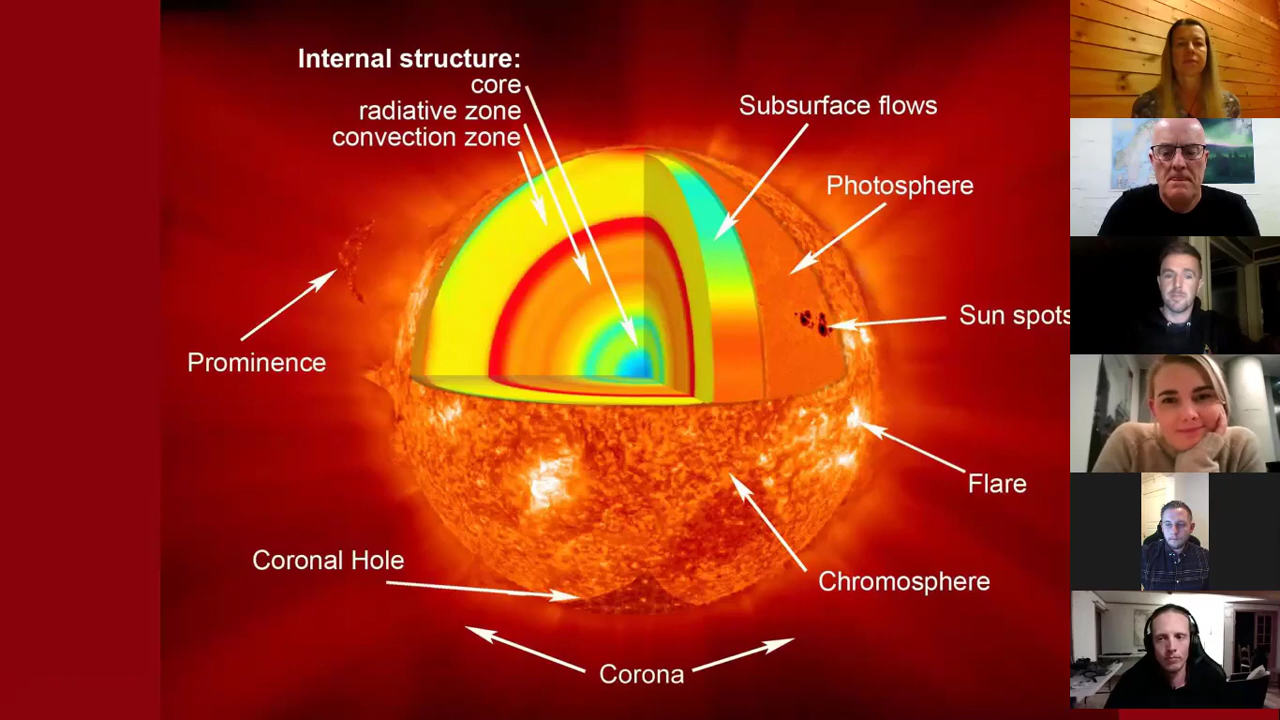 Internal structure:
core
radiative zone
convection zone
Subsurface flows
Photosphere
Sun spots
Prominence
Flare
Coronal Hole
Chromosphere
Corona